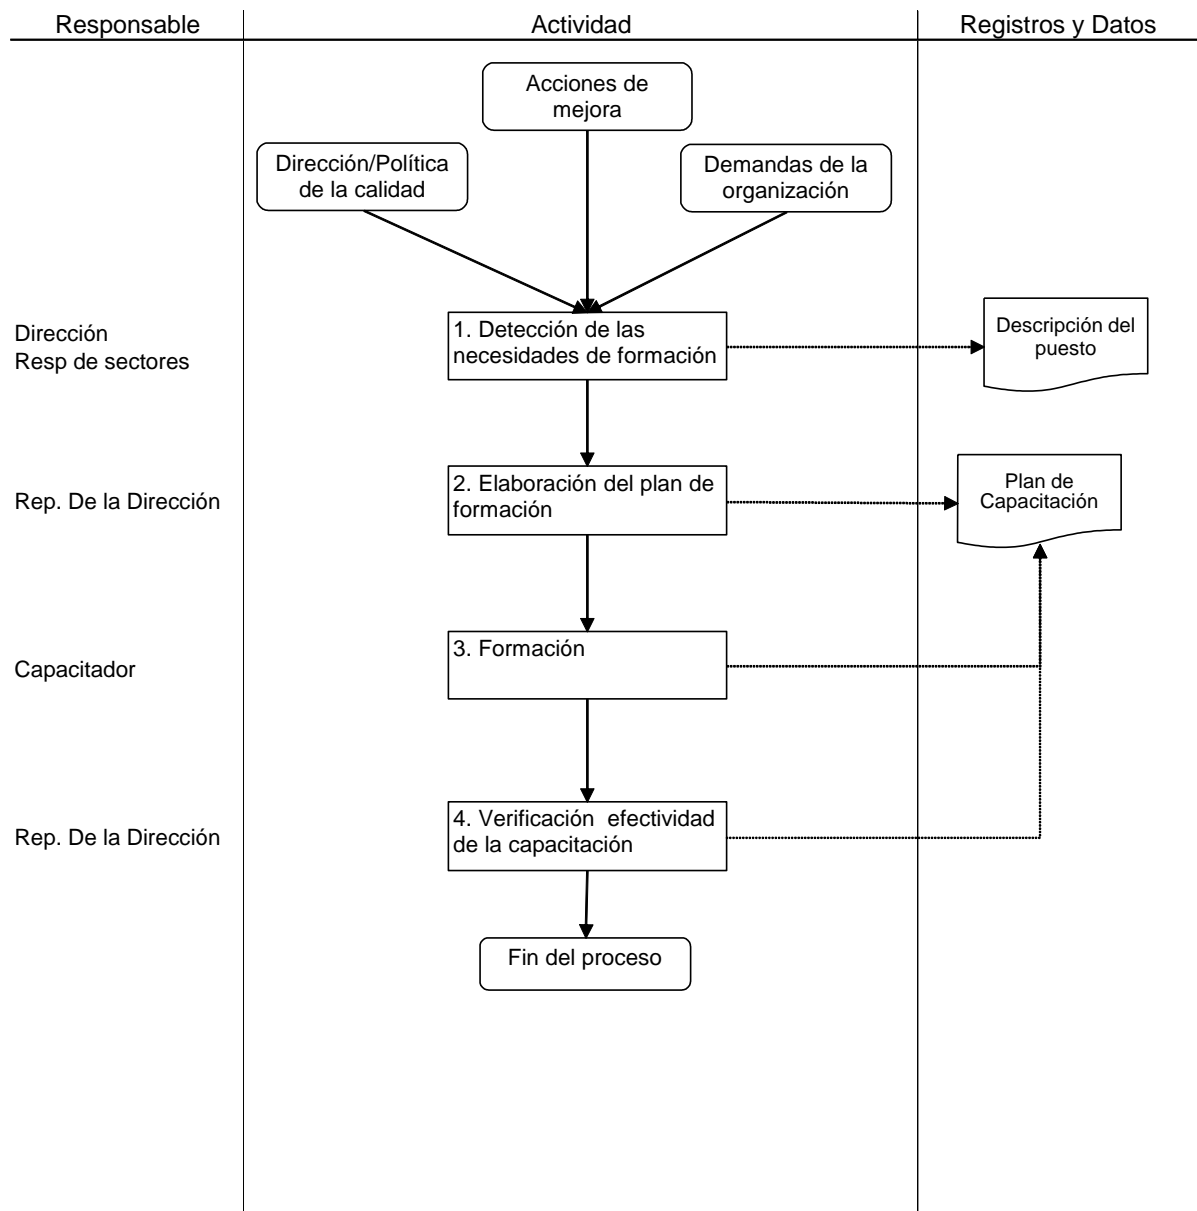 Responsable
Actividad
Registros y Datos
Acciones de
mejora
Dirección/Política
de la calidad
Demandas de la
organización
Dirección
Resp de sectores
1. Detección de las
necesidades de formación
Descripción del
puesto
Rep. De la Dirección
2. Elaboración del plan de
formación
Plan de
Capacitación
Capacitador
3. Formación
Rep. De la Dirección
4. Verificación  efectividad
de la capacitación
Fin del proceso